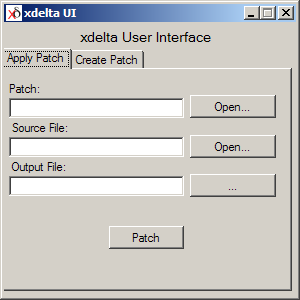 xdelta UI
xdelta User Interface
Apply Patch Create Patch
Patch:
Open...
Source File:
Open...
Output File:
...
Patch